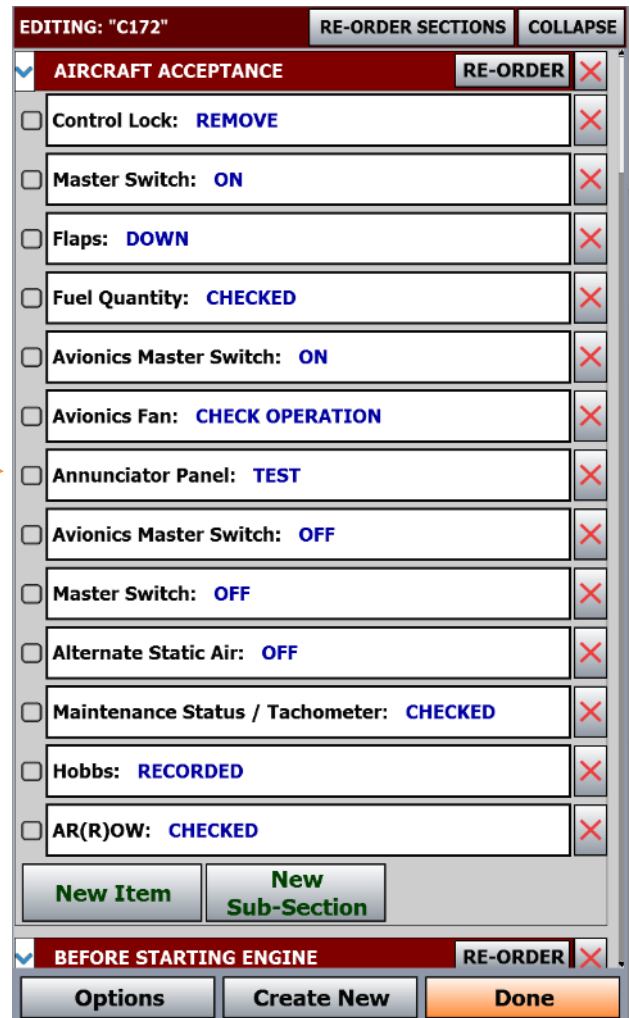 EDITING: "C172" RE-ORDER SECTIONS COLLAPSE
AIRCRAFT ACCEPTANCE RE-ORDER
Control Lock: REMOVE
Master Switch: ON
Flaps: DOWN
Fuel Quantity: CHECKED
Avionics Master Switch: ON
Avionics Fan: CHECK OPERATION
Annunciator Panel: TEST
Avionics Master Switch: OFF
Master Switch: OFF
Alternate Static Air: OFF
Maintenance Status / Tachometer: CHECKED
Hobbs: RECORDED
AR(R)OW: CHECKED
New Item
New
Sub-Section
BEFORE STARTING ENGINE RE-ORDER
Options Create New Done